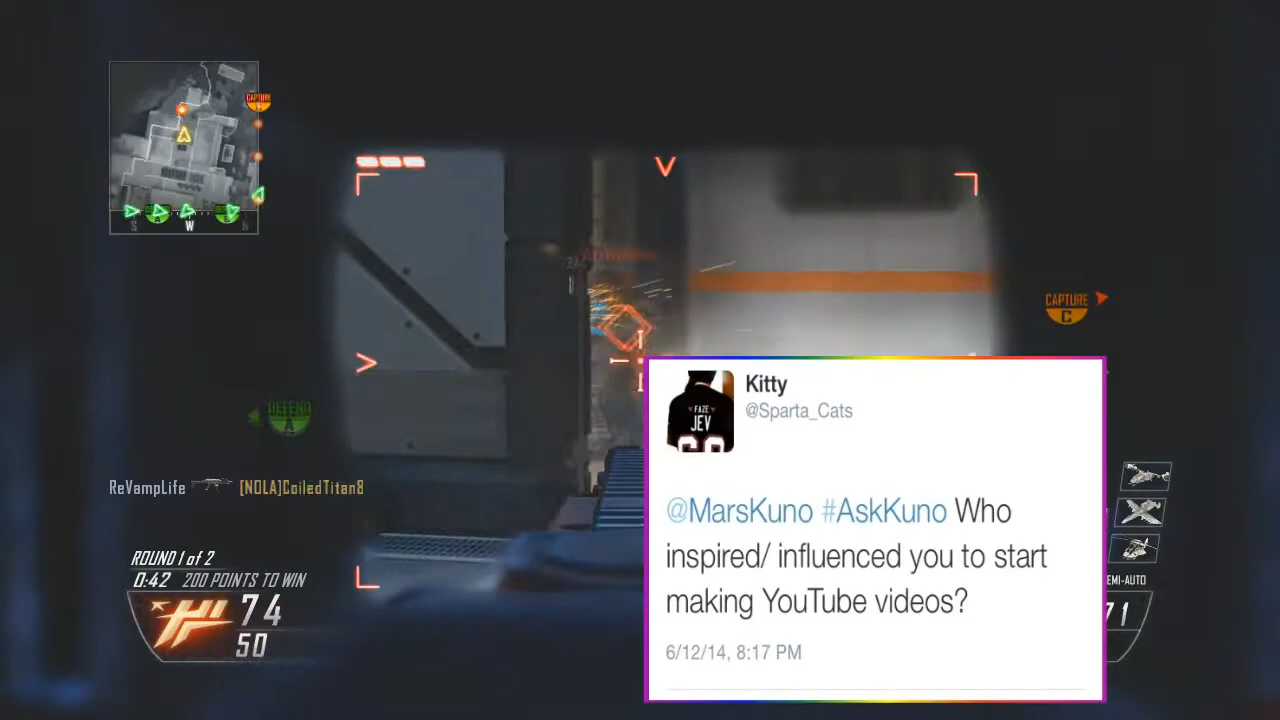 CAPTURE
S
W
N
CAPTURE
C
DEFEND
A
ReVampLife [NOLA]CoiledTitan8
ROUND 1 of 2
0:42 200 POINTS TO WIN
74
50
Kitty
@Sparta_Cats
FAZE
JEV
@MarsKuno #AskKuno Who
inspired/ influenced you to start
making YouTube videos?
6/12/14, 8:17 PM
EMI-AUTO
71